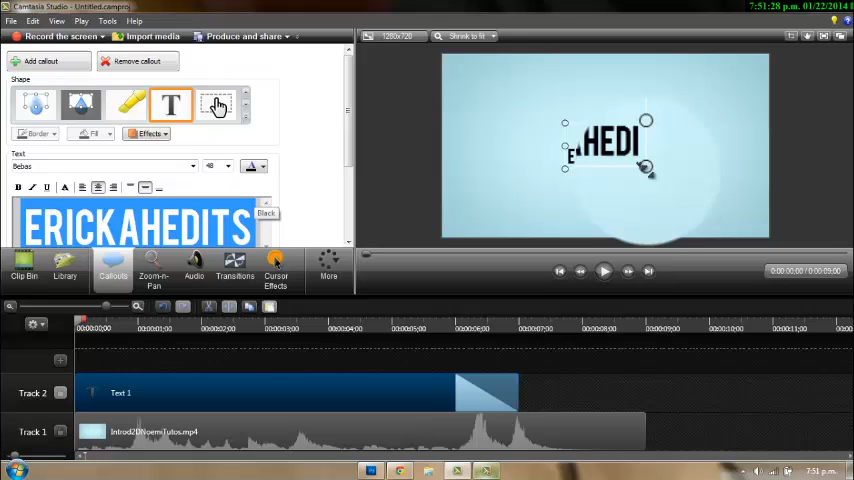 Camtasia Studio - Untitled.camproj
7:51:28 p.m. 01/22/2014
File Edit View Play Tools Help
Record the screen Import media Produce and share
1280x720 Shrink to fit
Add callout Remove callout
Shape
T
Border Fill Effects
Text
Bebas 48 A
B I U A
Black
ERICKAHEDITS
E AHEDI
Clip Bin Library Callouts Zoom-n-Pan Audio Transitions Cursor Effects More
0:00:00;00 / 0:00:09;00
00:00:00;00 00:00:01;00 00:00:02;00 00:00:03;00 00:00:04;00 00:00:05;00 00:00:06;00 00:00:07;00 00:00:08;00 00:00:09;00 00:00:10;00 00:00:11;00
Track 2 T Text 1
Track 1 Introd2DNoemiTutos.mp4
7:51 p.m.